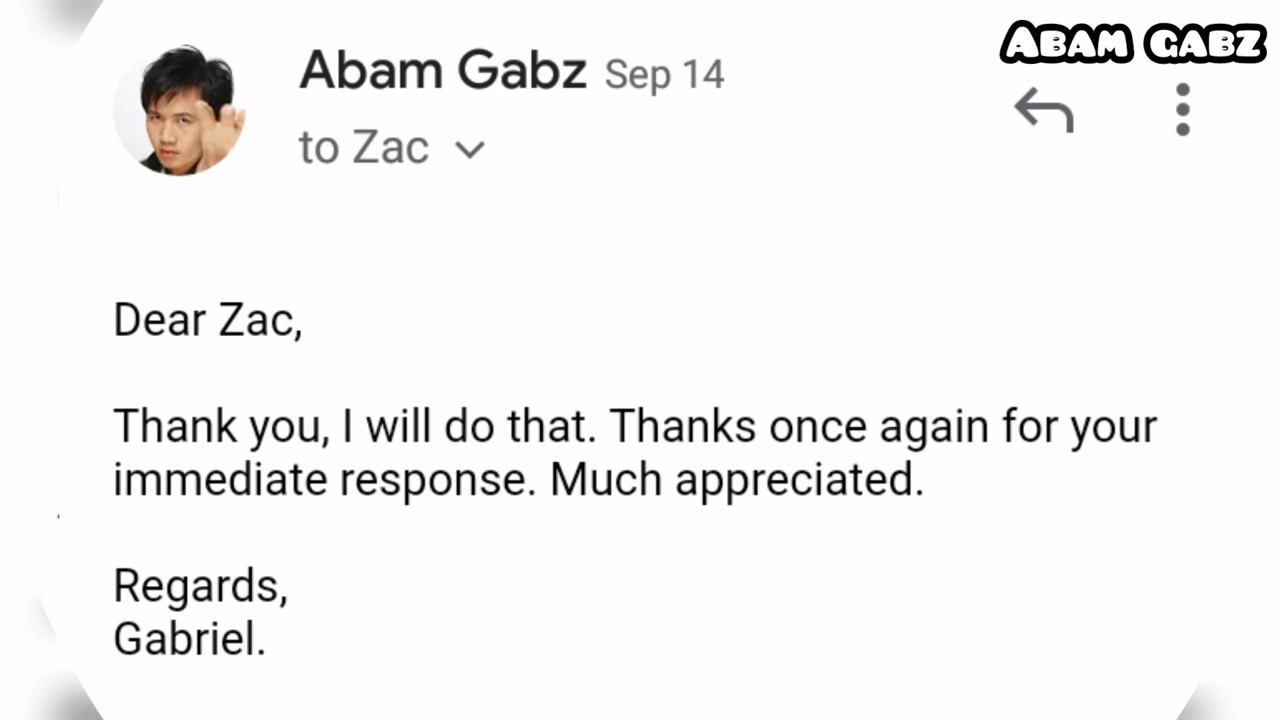 ABAM GABZ
Abam Gabz Sep 14
to Zac
Dear Zac,
Thank you, I will do that. Thanks once again for your
immediate response. Much appreciated.
Regards,
Gabriel.